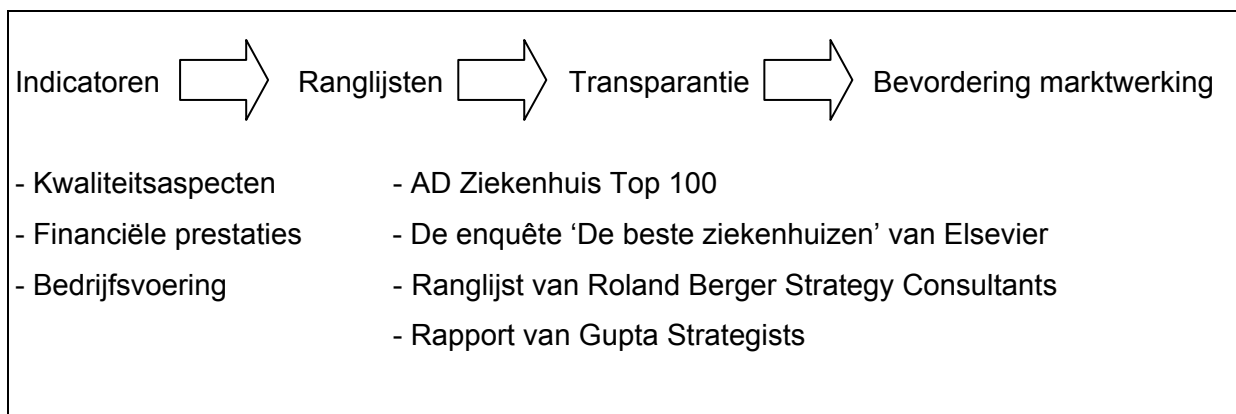 Indicatoren Ranglijsten Transparantie Bevordering marktwerking
- Kwaliteitsaspecten - AD Ziekenhuis Top 100
- Financiële prestaties - De enquête ‘De beste ziekenhuizen’ van Elsevier
- Bedrijfsvoering - Ranglijst van Roland Berger Strategy Consultants
- Rapport van Gupta Strategists